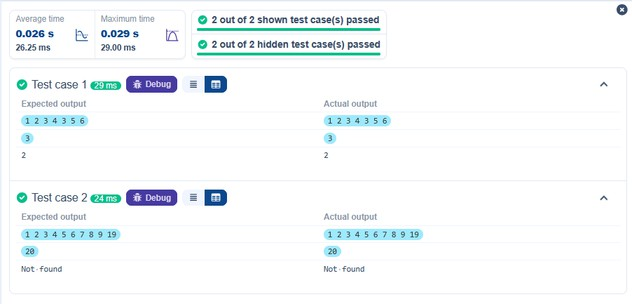 Average time
0.026 s
26.25 ms
Maximum time
0.029 s
29.00 ms
2 out of 2 shown test case(s) passed
2 out of 2 hidden test case(s) passed
Test case 1 29 ms Debug
Expected output Actual output
1 2 3 4 3 5 6 1 2 3 4 3 5 6
3 3
2 2
Test case 2 24 ms Debug
Expected output Actual output
1 2 3 4 5 6 7 8 9 19 1 2 3 4 5 6 7 8 9 19
20 20
Not·found Not·found